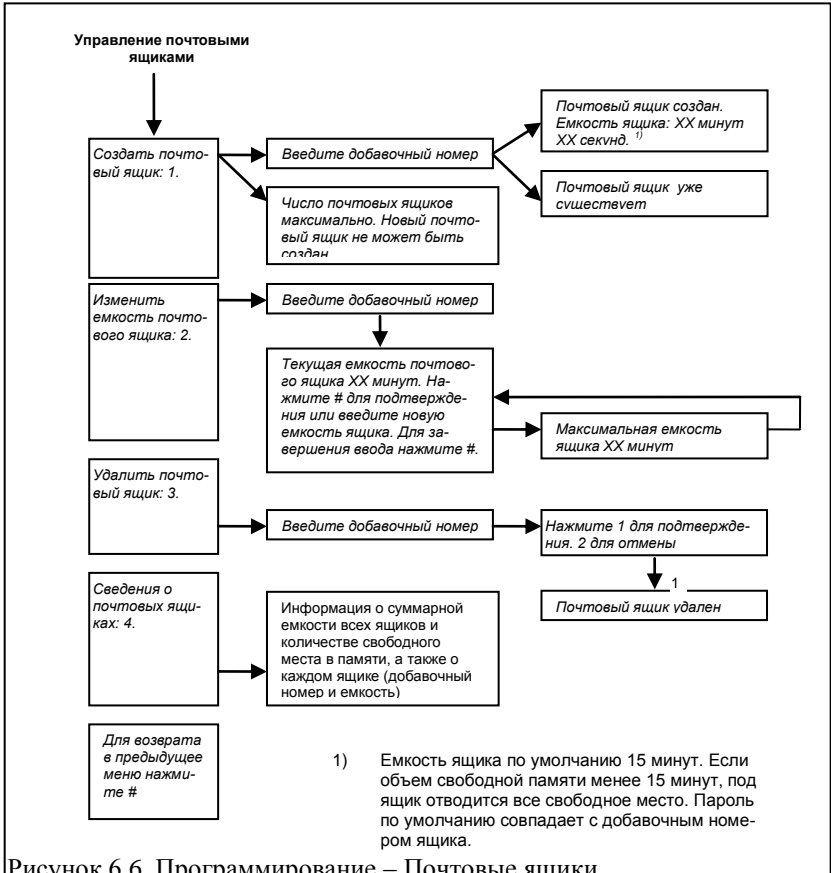 Управление почтовыми
ящиками
Создать почто-
вый ящик: 1.
Введите добавочный номер
Почтовый ящик создан.
Емкость ящика: XX минут
XX секунд. 1)
Почтовый ящик уже
существует
Число почтовых ящиков
максимально. Новый почто-
вый ящик не может быть
создан
Изменить
емкость почто-
вого ящика: 2.
Введите добавочный номер
Текущая емкость почтово-
го ящика XX минут. На-
жмите # для подтвержде-
ния или введите новую
емкость ящика. Для за-
вершения ввода нажмите #.
Максимальная емкость
ящика XX минут
Удалить почто-
вый ящик: 3.
Введите добавочный номер
Нажмите 1 для подтвержде-
ния. 2 для отмены
1
Почтовый ящик удален
Сведения о
почтовых ящи-
ках: 4.
Информация о суммарной
емкости всех ящиков и
количестве свободного
места в памяти, а также о
каждом ящике (добавочный
номер и емкость)
Для возврата
в предыдущее
меню нажми-
те #
1) Емкость ящика по умолчанию 15 минут. Если
объем свободной памяти менее 15 минут, под
ящик отводится все свободное место. Пароль
по умолчанию совпадает с добавочным номе-
ром ящика.
Рисунок 6.6. Программирование – Почтовые ящики